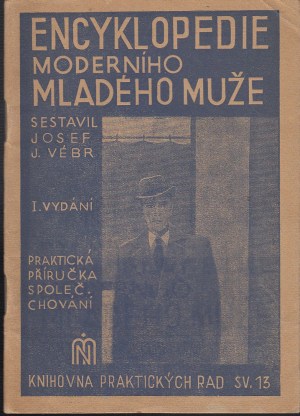 ENCYKLOPEDIE
MODERNÍHO
MLADÉHO MUŽE
SESTAVIL
JOSEF
J. VÉBR
I. VYDÁNÍ
PRAKTICKÁ
PŘÍRUČKA
SPOLEČ.
CHOVÁNÍ
KNIHOVNA PRAKTICKÝCH RAD SV. 13